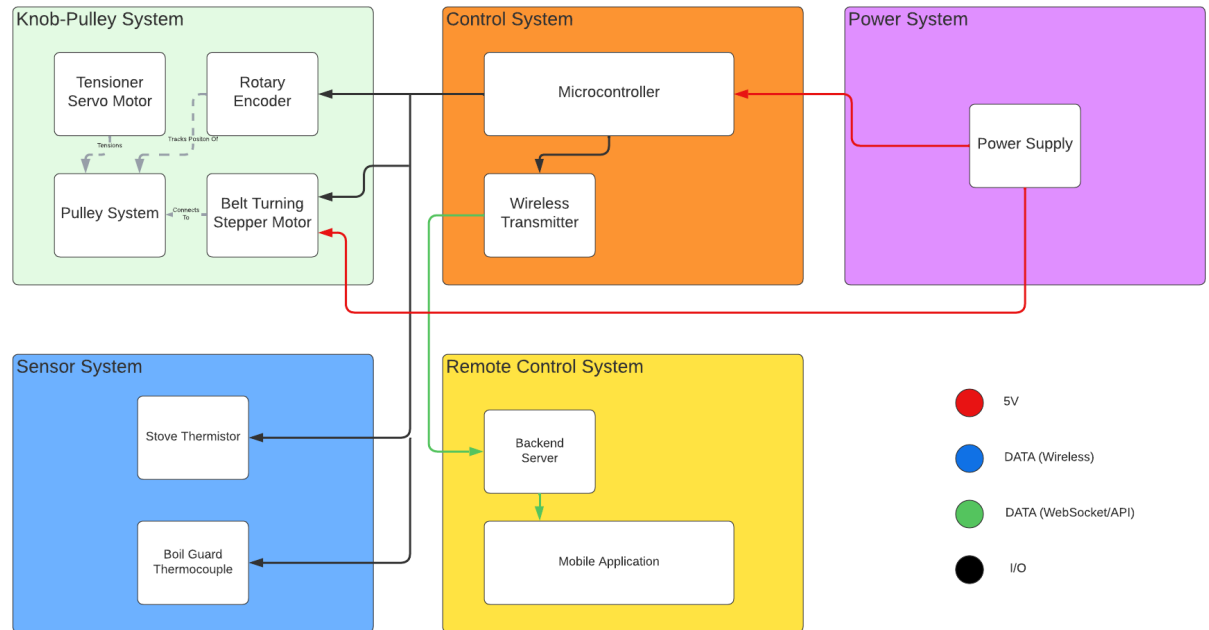 Knob-Pulley System
Tensioner
Servo Motor
Rotary
Encoder
Tensions
Tracks Positon Of
Pulley System
Connects
To
Belt Turning
Stepper Motor
Control System
Microcontroller
Wireless
Transmitter
Power System
Power Supply
Sensor System
Stove Thermistor
Boil Guard
Thermocouple
Remote Control System
Backend
Server
Mobile Application
5V
DATA (Wireless)
DATA (WebSocket/API)
I/O